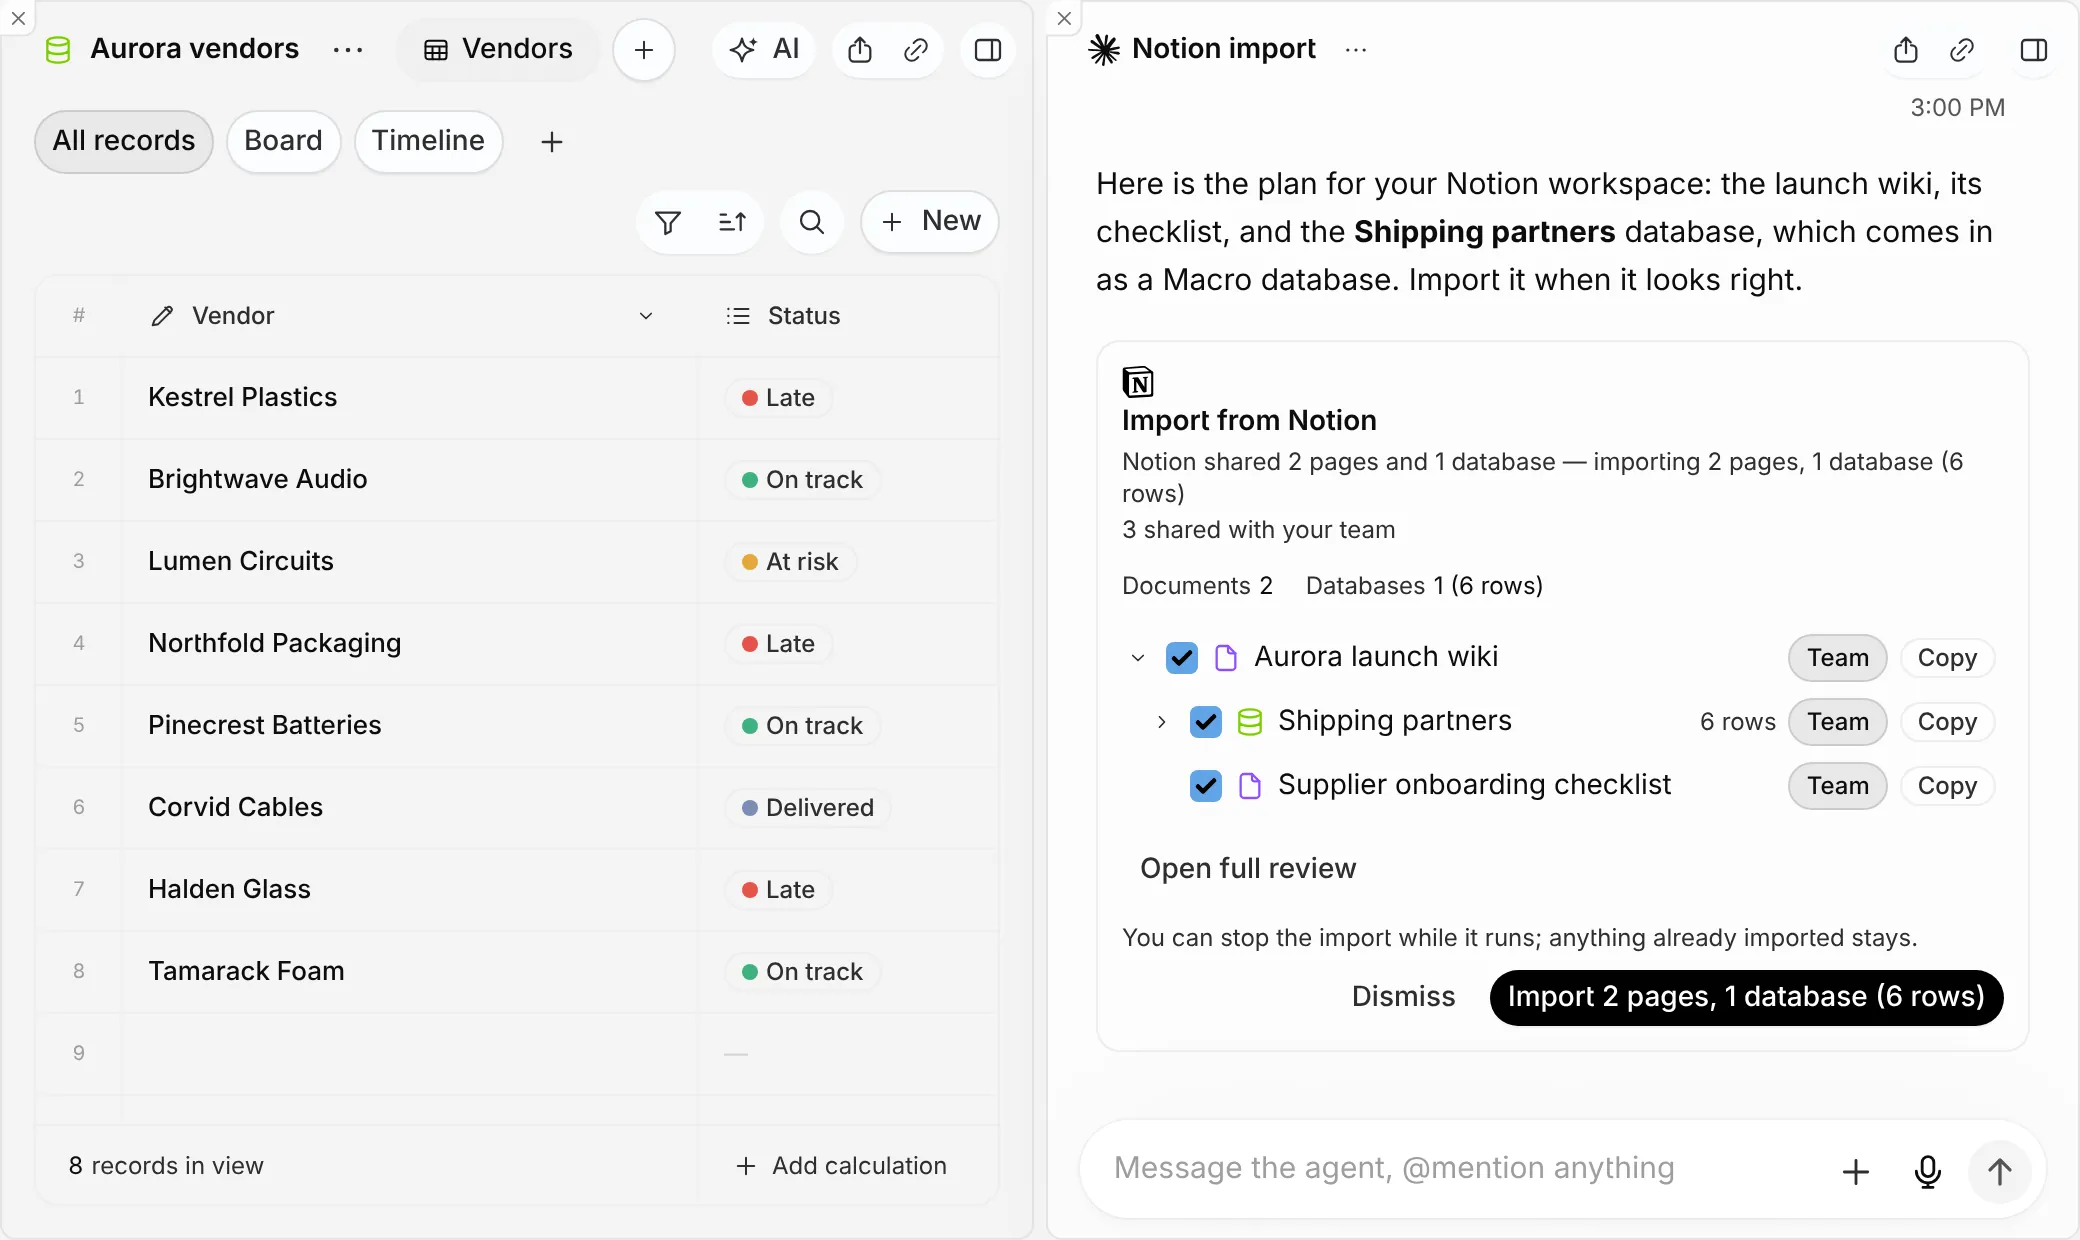 Aurora vendors
Vendors
AI
All records
Board
Timeline
New
# Vendor Status
1 Kestrel Plastics Late
2 Brightwave Audio On track
3 Lumen Circuits At risk
4 Northfold Packaging Late
5 Pinecrest Batteries On track
6 Corvid Cables Delivered
7 Halden Glass Late
8 Tamarack Foam On track
9 —
8 records in view
Add calculation
Notion import
3:00 PM
Here is the plan for your Notion workspace: the launch wiki, its
checklist, and the Shipping partners database, which comes in
as a Macro database. Import it when it looks right.
N
Import from Notion
Notion shared 2 pages and 1 database — importing 2 pages, 1 database (6
rows)
3 shared with your team
Documents 2 Databases 1 (6 rows)
Aurora launch wiki Team Copy
Shipping partners 6 rows Team Copy
Supplier onboarding checklist Team Copy
Open full review
You can stop the import while it runs; anything already imported stays.
Dismiss
Import 2 pages, 1 database (6 rows)
Message the agent, @mention anything